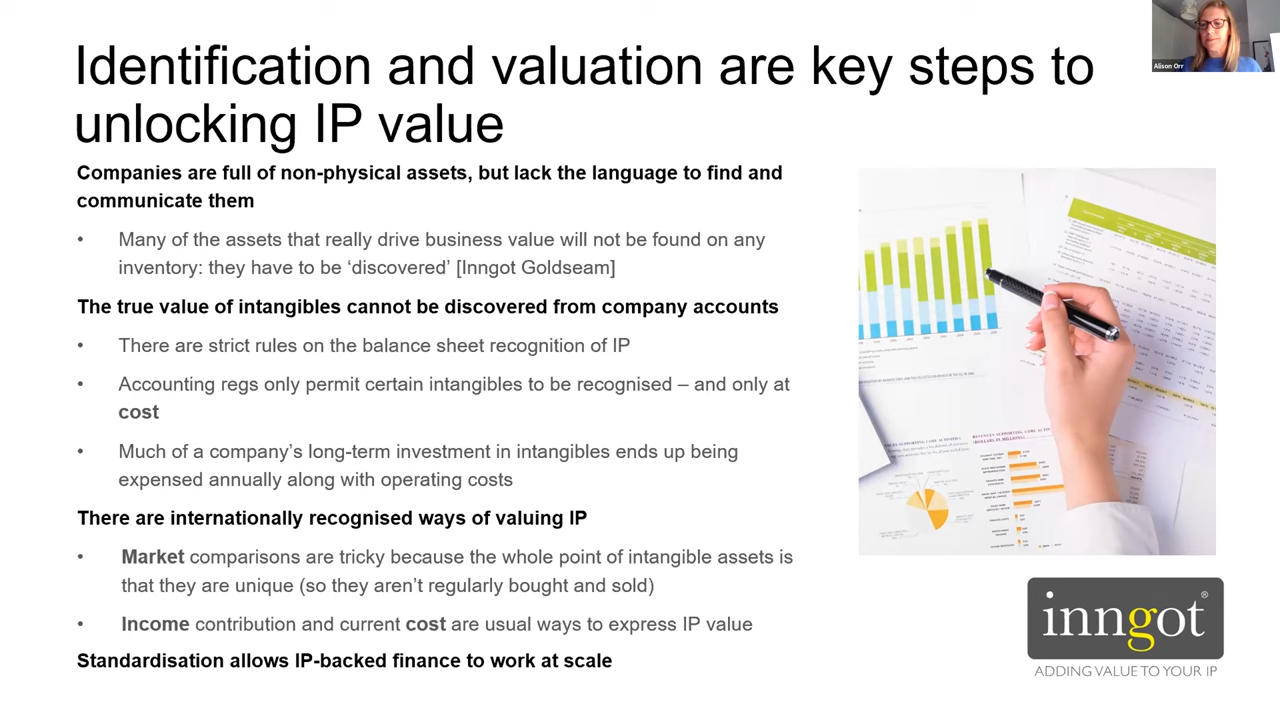 Identification and valuation are key steps to
unlocking IP value
Alison Orr
Companies are full of non-physical assets, but lack the language to find and
communicate them
• Many of the assets that really drive business value will not be found on any
inventory: they have to be ‘discovered’ [Inngot Goldseam]
The true value of intangibles cannot be discovered from company accounts
• There are strict rules on the balance sheet recognition of IP
• Accounting regs only permit certain intangibles to be recognised – and only at
cost
• Much of a company’s long-term investment in intangibles ends up being
expensed annually along with operating costs
There are internationally recognised ways of valuing IP
• Market comparisons are tricky because the whole point of intangible assets is
that they are unique (so they aren’t regularly bought and sold)
• Income contribution and current cost are usual ways to express IP value
Standardisation allows IP-backed finance to work at scale
inngot®
ADDING VALUE TO YOUR IP